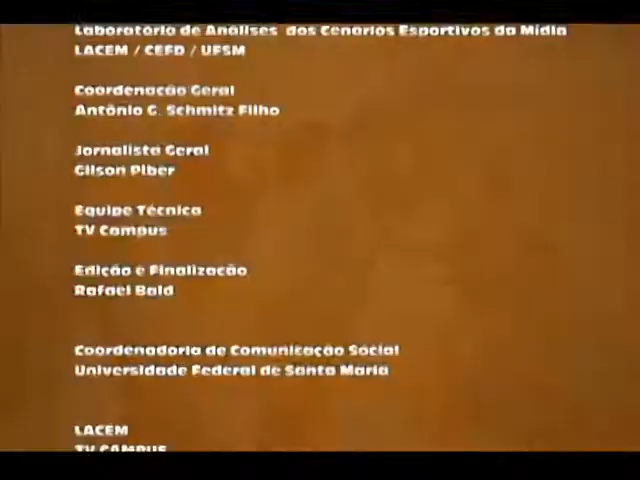 Laboratório de Análises dos Cenários Esportivos da Mídia
LACEM / CEFD / UFSM
Coordenação Geral
Antônio G. Schmitz Filho
Jornalista Geral
Gilson Piber
Equipe Técnica
TV Campus
Edição e Finalização
Rafael Bald
Coordenadoria de Comunicação Social
Universidade Federal de Santa Maria
LACEM
TV CAMPUS